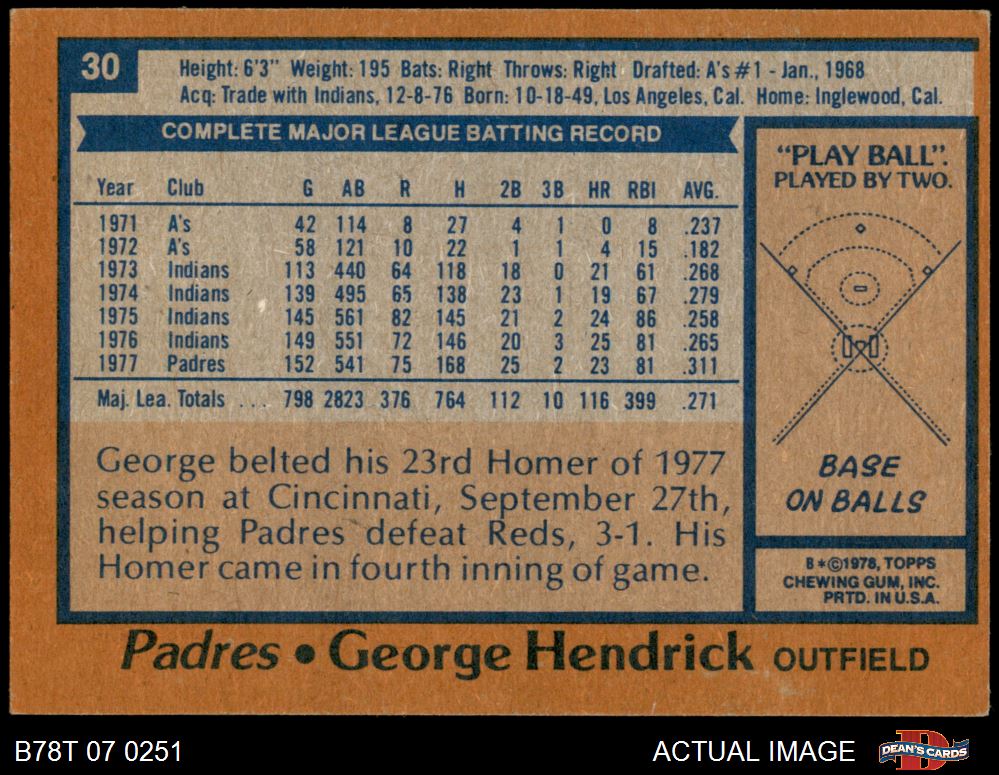 30
Height: 6'3" Weight: 195 Bats: Right Throws: Right Drafted: A's #1 - Jan., 1968
Acq: Trade with Indians, 12-8-76 Born: 10-18-49, Los Angeles, Cal. Home: Inglewood, Cal.
COMPLETE MAJOR LEAGUE BATTING RECORD
Year Club G AB R H 2B 3B HR RBI AVG.
1971 A's 42 114 8 27 4 1 0 8 .237
1972 A's 58 121 10 22 1 1 4 15 .182
1973 Indians 113 440 64 118 18 0 21 61 .268
1974 Indians 139 495 65 138 23 1 19 67 .279
1975 Indians 145 561 82 145 21 2 24 86 .258
1976 Indians 149 551 72 146 20 3 25 81 .265
1977 Padres 152 541 75 168 25 2 23 81 .311
Maj. Lea. Totals .... 798 2823 376 764 112 10 116 399 .271
George belted his 23rd Homer of 1977
season at Cincinnati, September 27th,
helping Padres defeat Reds, 3-1. His
Homer came in fourth inning of game.
"PLAY BALL".
PLAYED BY TWO.
BASE
ON BALLS
B*©1978, TOPPS
CHEWING GUM, INC.
PRTD. IN U.S.A.
Padres • George Hendrick OUTFIELD
B78T 07 0251
ACTUAL IMAGE
D
DEAN'S CARDS